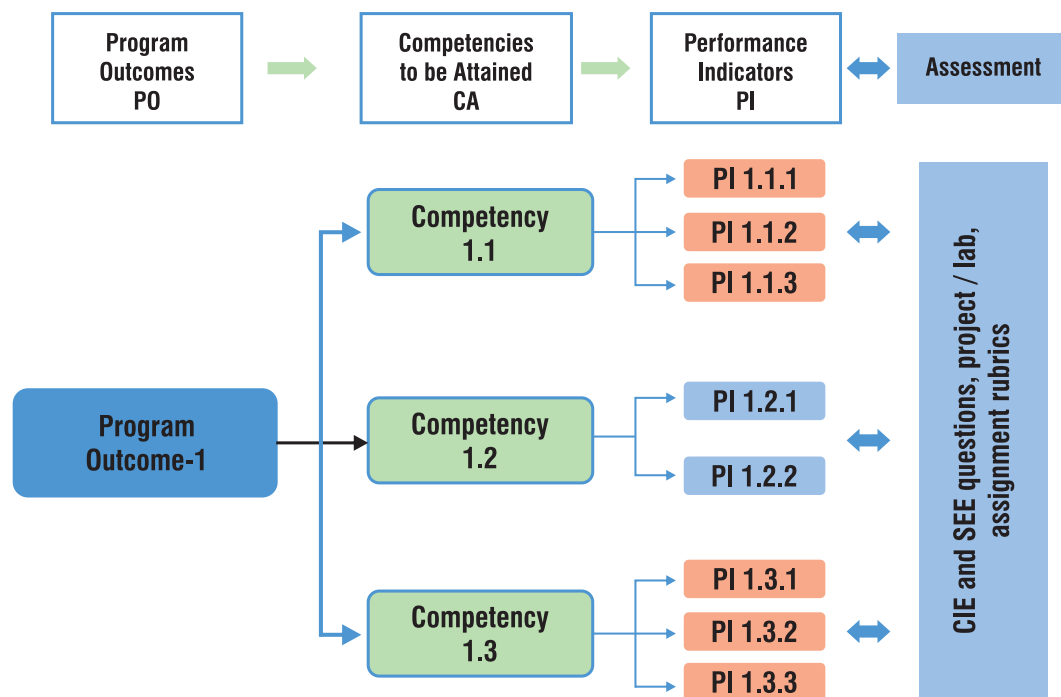 Program
Outcomes
PO
Competencies
to be Attained
CA
Performance
Indicators
PI
Assessment
Program
Outcome-1
Competency
1.1
PI 1.1.1
PI 1.1.2
PI 1.1.3
Competency
1.2
PI 1.2.1
PI 1.2.2
Competency
1.3
PI 1.3.1
PI 1.3.2
PI 1.3.3
CIE and SEE questions, project / lab,
assignment rubrics